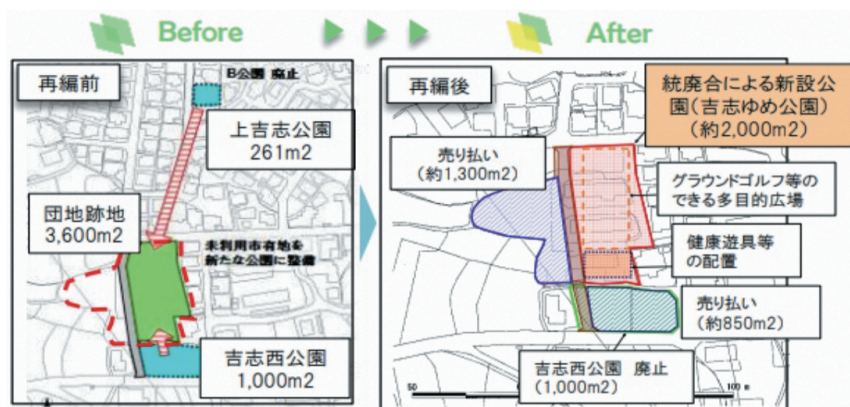 Before
After
再編前
B公園 廃止
上吉志公園
261m2
団地跡地
3,600m2
未利用市有地を
新たな公園に整備
吉志西公園
1,000m2
再編後
統廃合による新設公
園(吉志ゆめ公園)
(約2,000m2)
売り払い
(約1,300m2)
グラウンドゴルフ等の
できる多目的広場
健康遊具等
の配置
売り払い
(約850m2)
吉志西公園 廃止
(1,000m2)
50
100 m